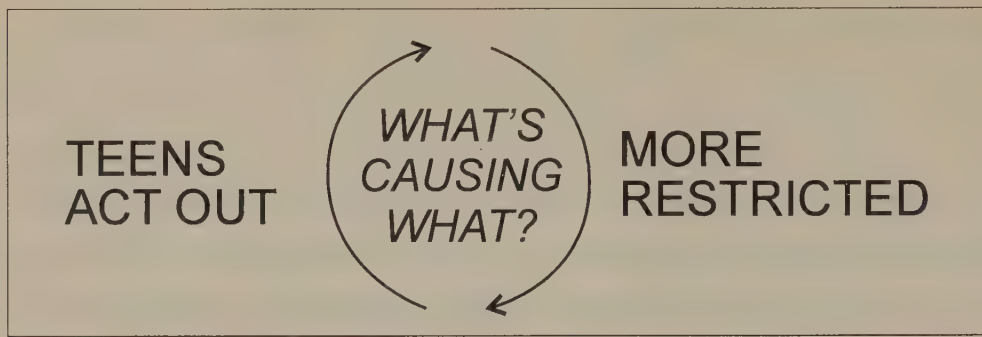 TEENS
ACT OUT
WHAT'S
CAUSING
WHAT?
MORE
RESTRICTED